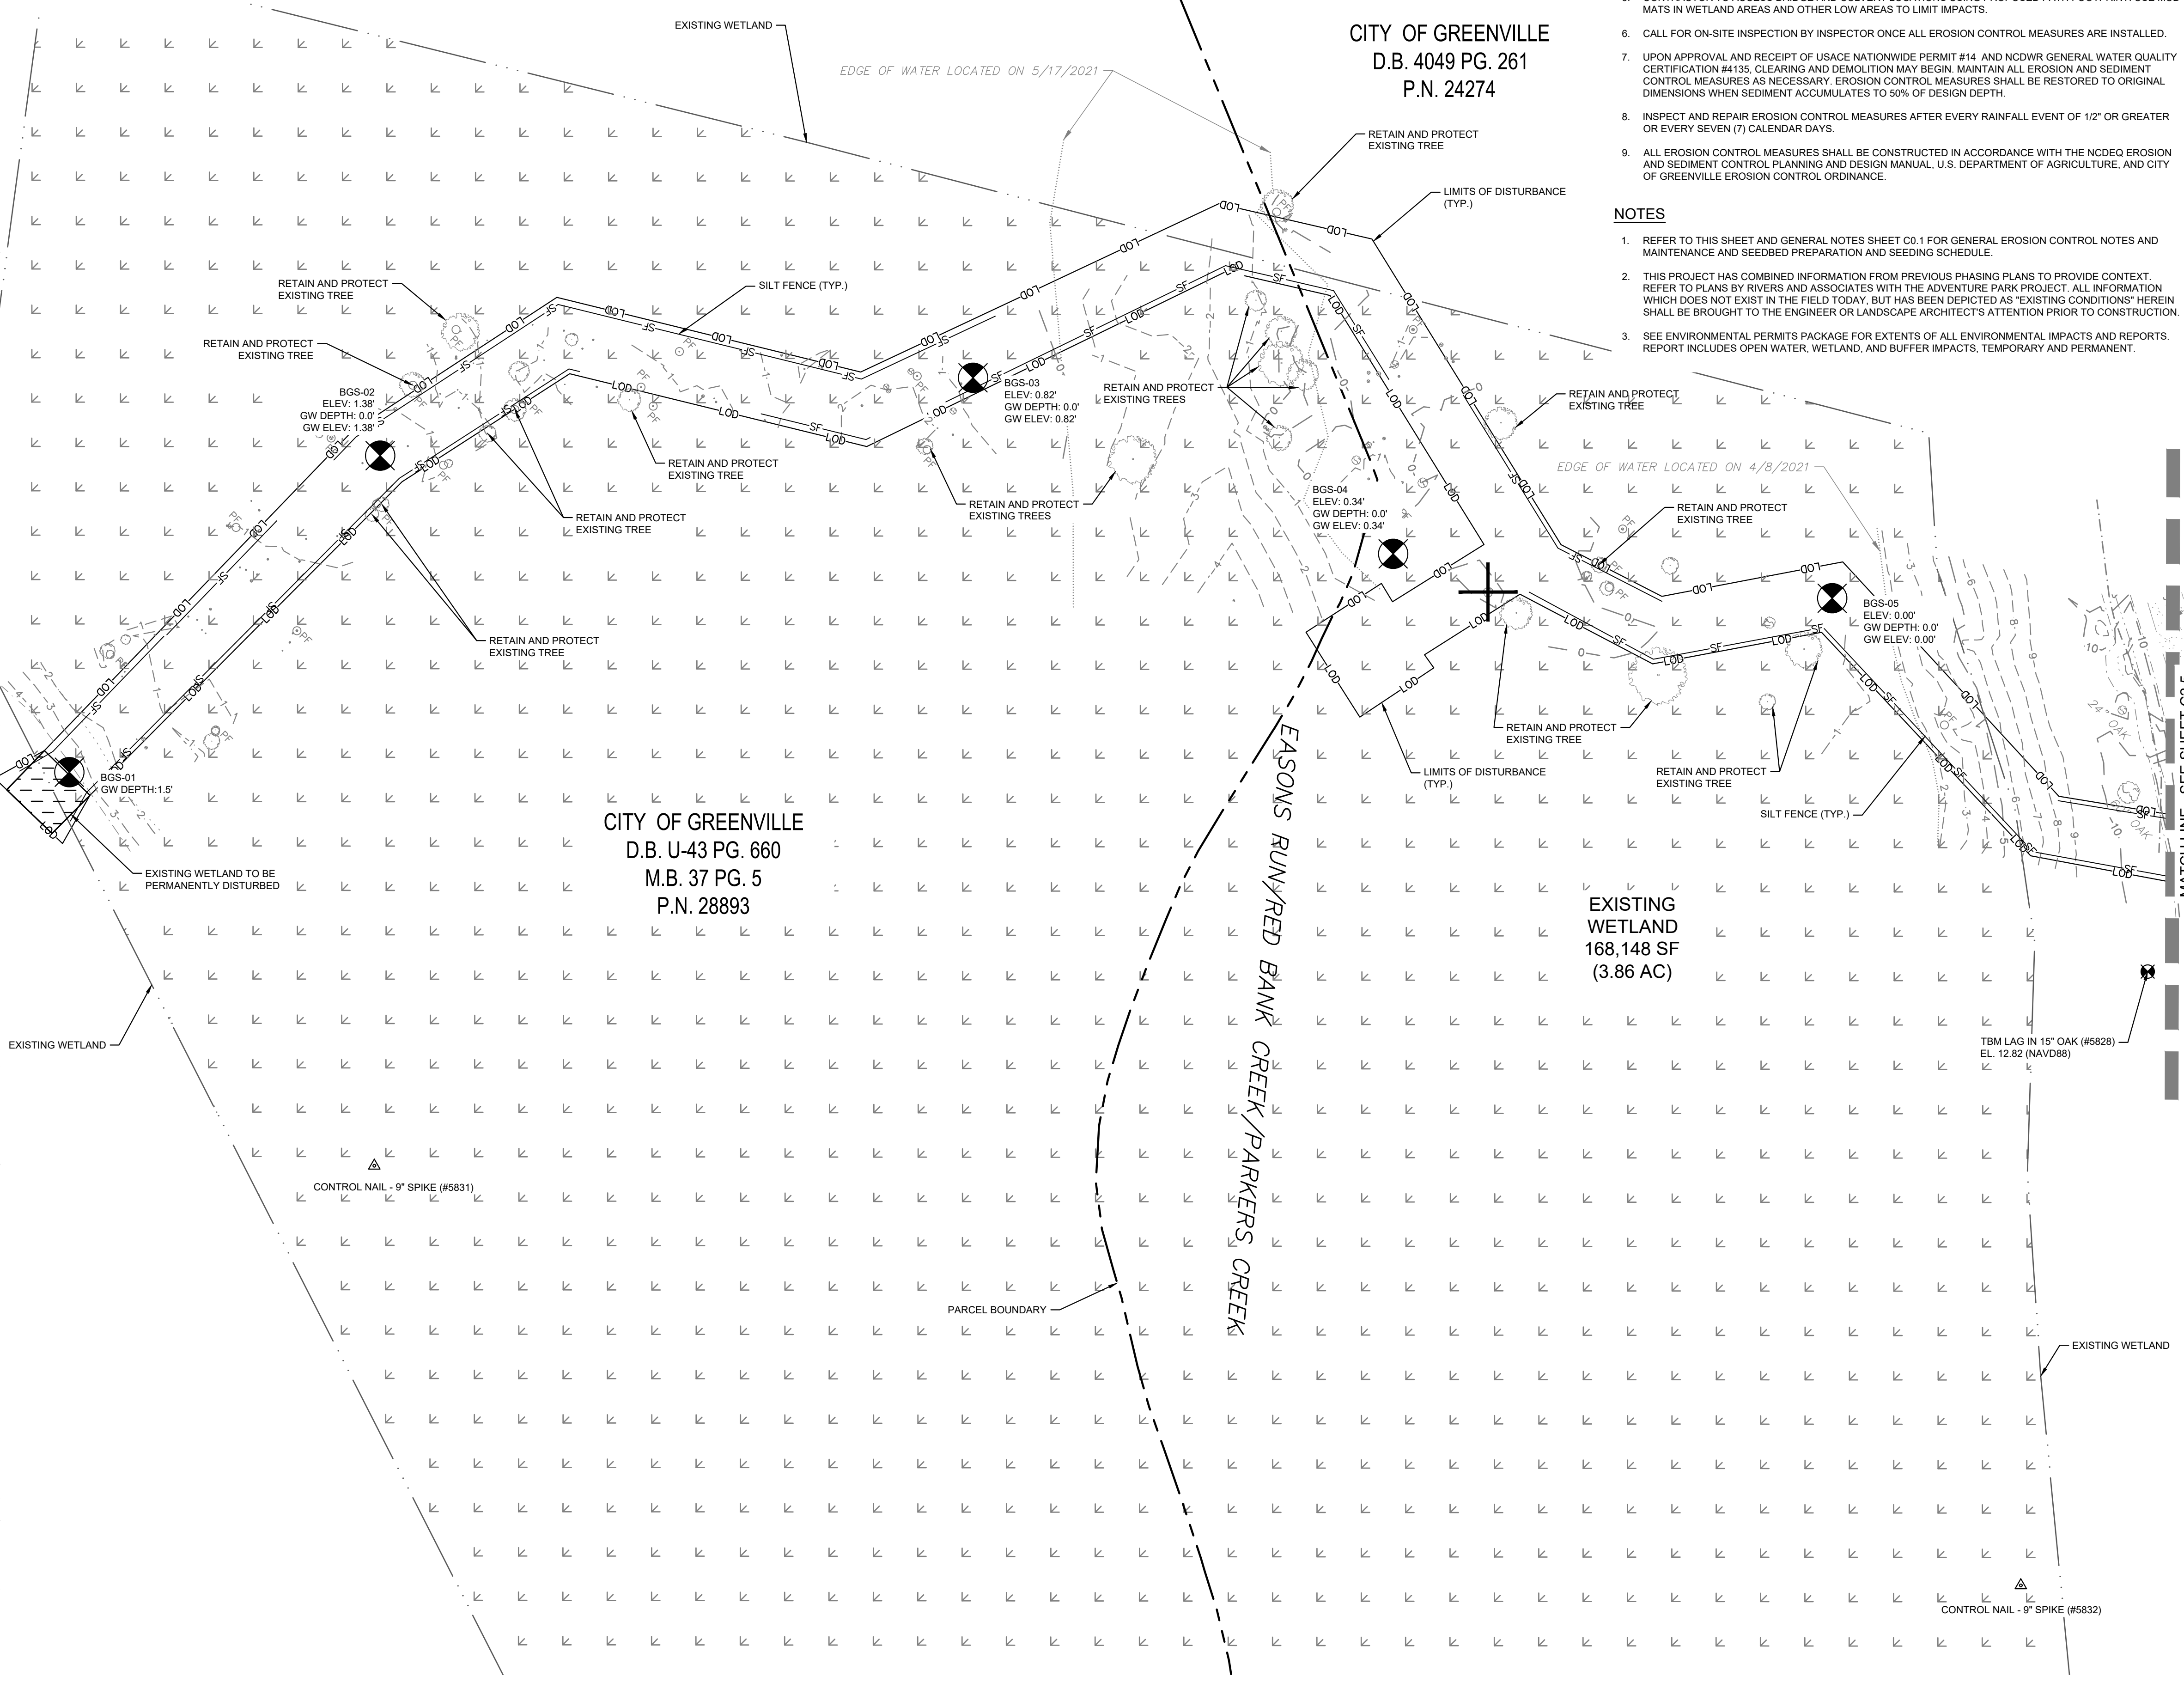 MATS IN WETLAND AREAS AND OTHER LOW AREAS TO LIMIT IMPACTS.
6. CALL FOR ON-SITE INSPECTION BY INSPECTOR ONCE ALL EROSION CONTROL MEASURES ARE INSTALLED.
7. UPON APPROVAL AND RECEIPT OF USACE NATIONWIDE PERMIT #14 AND NCDWR GENERAL WATER QUALITY
CERTIFICATION #4135, CLEARING AND DEMOLITION MAY BEGIN. MAINTAIN ALL EROSION AND SEDIMENT
CONTROL MEASURES AS NECESSARY. EROSION CONTROL MEASURES SHALL BE RESTORED TO ORIGINAL
DIMENSIONS WHEN SEDIMENT ACCUMULATES TO 50% OF DESIGN DEPTH.
8. INSPECT AND REPAIR EROSION CONTROL MEASURES AFTER EVERY RAINFALL EVENT OF 1/2" OR GREATER
OR EVERY SEVEN (7) CALENDAR DAYS.
9. ALL EROSION CONTROL MEASURES SHALL BE CONSTRUCTED IN ACCORDANCE WITH THE NCDEQ EROSION
AND SEDIMENT CONTROL PLANNING AND DESIGN MANUAL, U.S. DEPARTMENT OF AGRICULTURE, AND CITY
OF GREENVILLE EROSION CONTROL ORDINANCE.
NOTES
1. REFER TO THIS SHEET AND GENERAL NOTES SHEET C0.1 FOR GENERAL EROSION CONTROL NOTES AND
MAINTENANCE AND SEEDBED PREPARATION AND SEEDING SCHEDULE.
2. THIS PROJECT HAS COMBINED INFORMATION FROM PREVIOUS PHASING PLANS TO PROVIDE CONTEXT.
REFER TO PLANS BY RIVERS AND ASSOCIATES WITH THE ADVENTURE PARK PROJECT. ALL INFORMATION
WHICH DOES NOT EXIST IN THE FIELD TODAY, BUT HAS BEEN DEPICTED AS "EXISTING CONDITIONS" HEREIN
SHALL BE BROUGHT TO THE ENGINEER OR LANDSCAPE ARCHITECT'S ATTENTION PRIOR TO CONSTRUCTION.
3. SEE ENVIRONMENTAL PERMITS PACKAGE FOR EXTENTS OF ALL ENVIRONMENTAL IMPACTS AND REPORTS.
REPORT INCLUDES OPEN WATER, WETLAND, AND BUFFER IMPACTS, TEMPORARY AND PERMANENT.
EXISTING WETLAND
EDGE OF WATER LOCATED ON 5/17/2021
CITY OF GREENVILLE
D.B. 4049 PG. 261
P.N. 24274
RETAIN AND PROTECT
EXISTING TREE
LIMITS OF DISTURBANCE
(TYP.)
RETAIN AND PROTECT
EXISTING TREE
SILT FENCE (TYP.)
RETAIN AND PROTECT
EXISTING TREE
BGS-02
ELEV: 1.38'
GW DEPTH: 0.0'
GW ELEV: 1.38'
BGS-03
ELEV: 0.82'
GW DEPTH: 0.0'
GW ELEV: 0.82'
RETAIN AND PROTECT
EXISTING TREES
RETAIN AND PROTECT
EXISTING TREE
RETAIN AND PROTECT
EXISTING TREE
EDGE OF WATER LOCATED ON 4/8/2021
BGS-04
ELEV: 0.34'
GW DEPTH: 0.0'
GW ELEV: 0.34'
RETAIN AND PROTECT
EXISTING TREES
RETAIN AND PROTECT
EXISTING TREE
RETAIN AND PROTECT
EXISTING TREE
BGS-05
ELEV: 0.00'
GW DEPTH: 0.0'
GW ELEV: 0.00'
RETAIN AND PROTECT
EXISTING TREE
24" OAK
OAK
RETAIN AND PROTECT
EXISTING TREE
BGS-01
GW DEPTH:1.5'
LIMITS OF DISTURBANCE
(TYP.)
RETAIN AND PROTECT
EXISTING TREE
SILT FENCE (TYP.)
CITY OF GREENVILLE
D.B. U-43 PG. 660
M.B. 37 PG. 5
P.N. 28893
EXISTING WETLAND TO BE
PERMANENTLY DISTURBED
EASONS RUN/RED BANK CREEK/PARKERS CREEK
EXISTING
WETLAND
168,148 SF
(3.86 AC)
EXISTING WETLAND
TBM LAG IN 15" OAK (#5828)
EL. 12.82 (NAVD88)
CONTROL NAIL - 9" SPIKE (#5831)
PARCEL BOUNDARY
EXISTING WETLAND
CONTROL NAIL - 9" SPIKE (#5832)